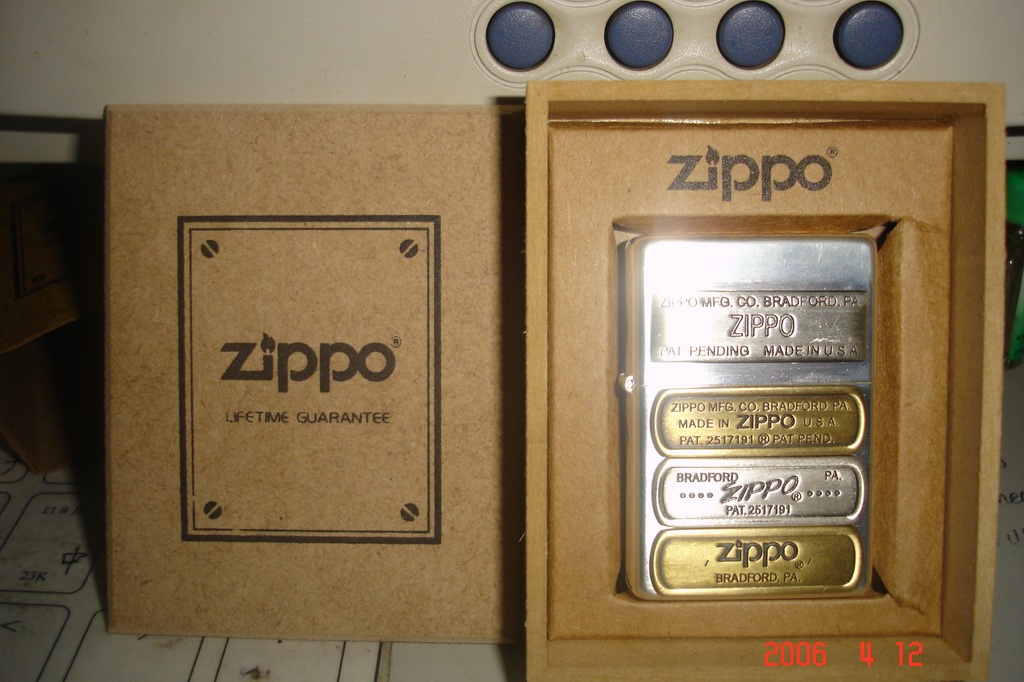 zippo®
LIFETIME GUARANTEE
zippo®
ZIPPO MFG. CO. BRADFORD. PA
ZIPPO
PAT. PENDING MADE IN U S A
ZIPPO MFG. CO. BRADFORD. PA.
MADE IN ZIPPO U.S.A.
PAT. 2517191 ® PAT. PEND.
BRADFORD PA.
ZIPPO®
PAT. 2517191
zippo®
BRADFORD, PA.
23K
2006 4 12